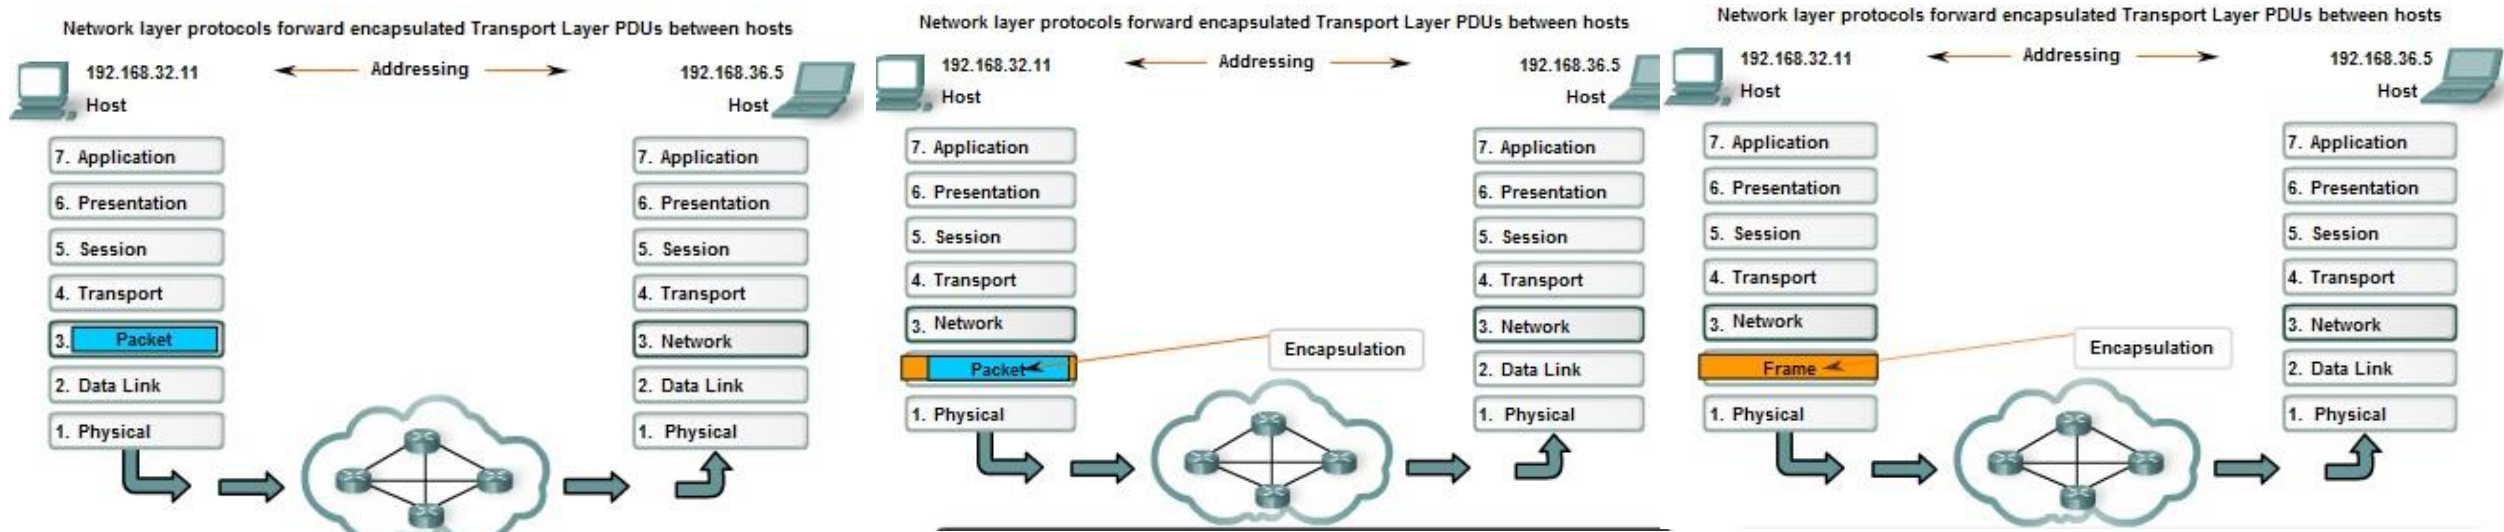 Network layer protocols forward encapsulated Transport Layer PDUs between hosts
192.168.32.11
Addressing
192.168.36.5
Host
Host
7. Application
7. Application
6. Presentation
6. Presentation
5. Session
5. Session
4. Transport
4. Transport
3. Packet
3. Network
2. Data Link
2. Data Link
1. Physical
1. Physical
Network layer protocols forward encapsulated Transport Layer PDUs between hosts
192.168.32.11
Addressing
192.168.36.5
Host
Host
7. Application
7. Application
6. Presentation
6. Presentation
5. Session
5. Session
4. Transport
4. Transport
3. Network
3. Network
Encapsulation
Packet
2. Data Link
1. Physical
1. Physical
Network layer protocols forward encapsulated Transport Layer PDUs between hosts
192.168.32.11
Addressing
192.168.36.5
Host
Host
7. Application
7. Application
6. Presentation
6. Presentation
5. Session
5. Session
4. Transport
4. Transport
3. Network
3. Network
Encapsulation
Frame
2. Data Link
1. Physical
1. Physical